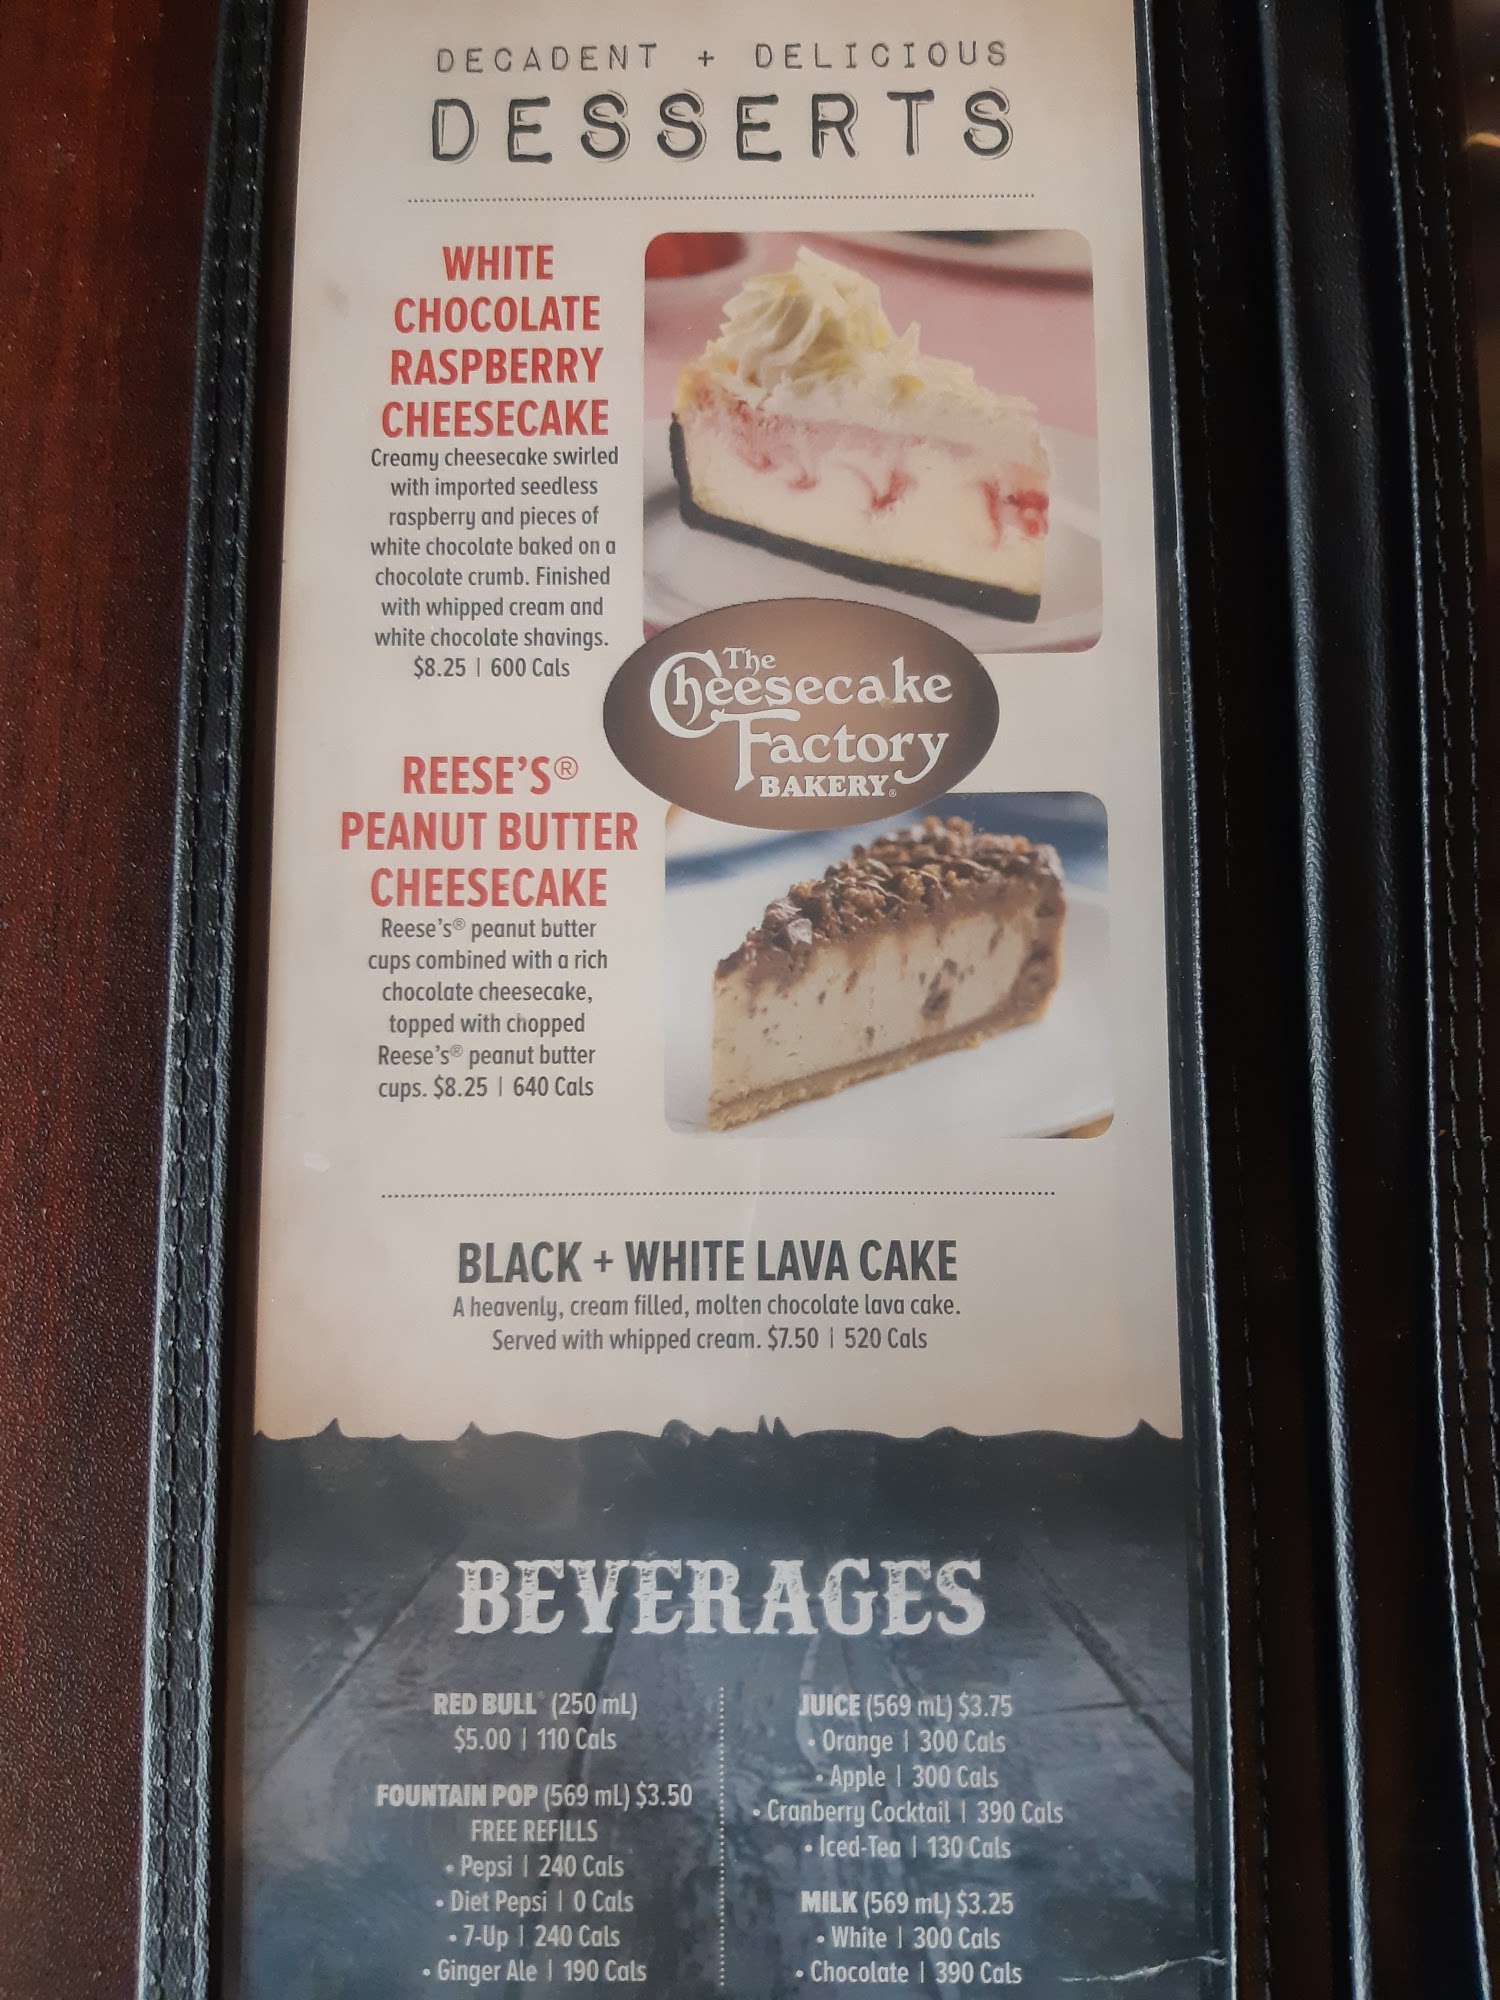 DECADENT + DELICIOUS
DESSERTS
WHITE
CHOCOLATE
RASPBERRY
CHEESECAKE
Creamy cheesecake swirled
with imported seedless
raspberry and pieces of
white chocolate baked on a
chocolate crumb. Finished
with whipped cream and
white chocolate shavings.
$8.25 | 600 Cals
The
Cheesecake
Factory
BAKERY®
REESE'S®
PEANUT BUTTER
CHEESECAKE
Reese's® peanut butter
cups combined with a rich
chocolate cheesecake,
topped with chopped
Reese's® peanut butter
cups. $8.25 | 640 Cals
BLACK + WHITE LAVA CAKE
A heavenly, cream filled, molten chocolate lava cake.
Served with whipped cream. $7.50 | 520 Cals
BEVERAGES
RED BULL® (250 mL)
$5.00 | 110 Cals
FOUNTAIN POP (569 mL) $3.50
FREE REFILLS
• Pepsi | 240 Cals
• Diet Pepsi | 0 Cals
• 7-Up | 240 Cals
• Ginger Ale | 190 Cals
JUICE (569 mL) $3.75
• Orange | 300 Cals
• Apple | 300 Cals
• Cranberry Cocktail | 390 Cals
• Iced-Tea | 130 Cals
MILK (569 mL) $3.25
• White | 300 Cals
• Chocolate | 390 Cals